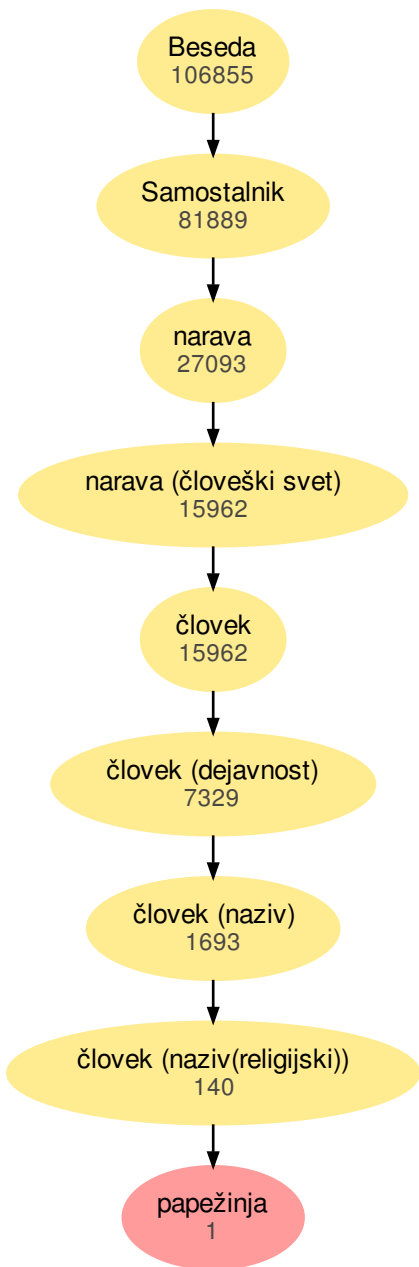 Beseda
106855
Samostalnik
81889
narava
27093
narava (človeški svet)
15962
človek
15962
človek (dejavnost)
7329
človek (naziv)
1693
človek (naziv(religijski))
140
papežinja
1